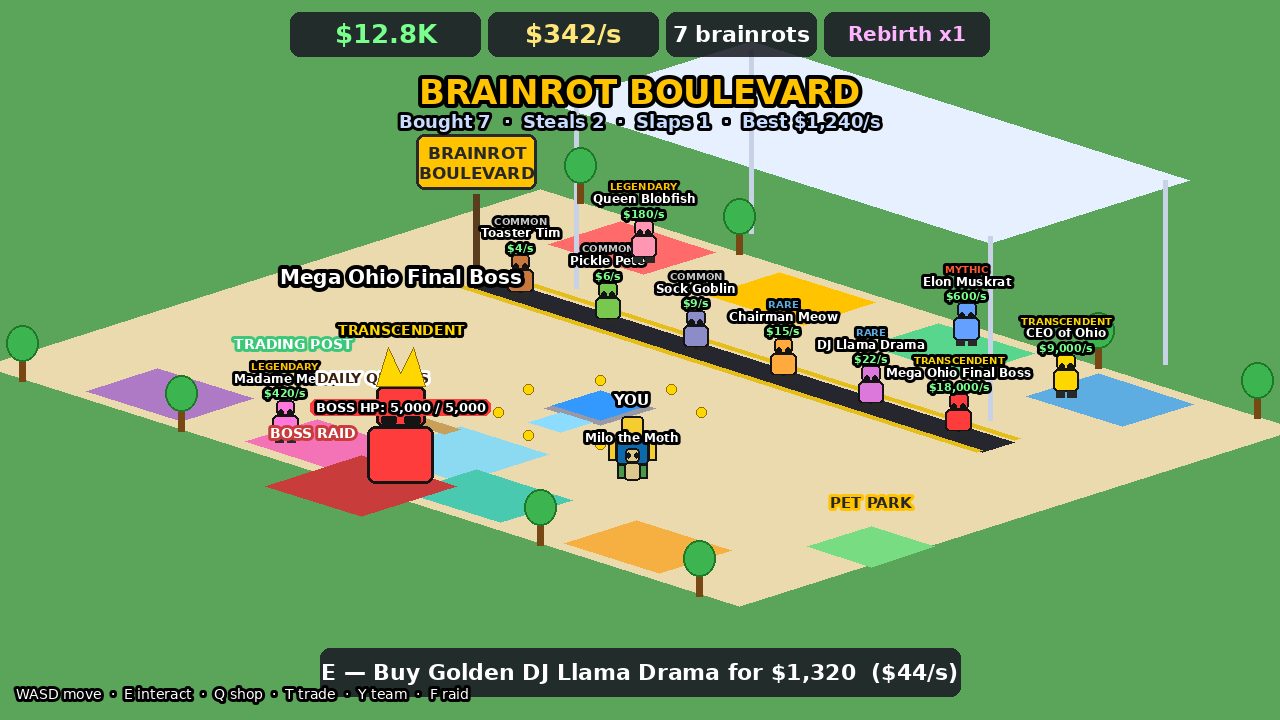 $12.8K
$342/s
7 brainrots
Rebirth x1
BRAINROT BOULEVARD
Bought 7 · Steals 2 · Slaps 1 · Best $1,240/s
BRAINROT
BOULEVARD
LEGENDARY
Queen Blobfish
$180/s
COMMON
Toaster Tim
$4/s
COMMON
Pickle Pete
$6/s
Mega Ohio Final Boss
COMMON
Sock Goblin
$9/s
MYTHIC
Elon Muskrat
$600/s
RARE
Chairman Meow
$15/s
TRANSCENDENT
CEO of Ohio
$9,000/s
TRANSCENDENT
RARE
DJ Llama Drama
$22/s
TRADING POST
TRANSCENDENT
Mega Ohio Final Boss
$18,000/s
LEGENDARY
Madame Me
$420/s
DAILY
BOSS HP: 5,000 / 5,000
YOU
BOSS RAID
Milo the Moth
PET PARK
E — Buy Golden DJ Llama Drama for $1,320 ($44/s)
WASD move · E interact · Q shop · T trade · Y team · F raid